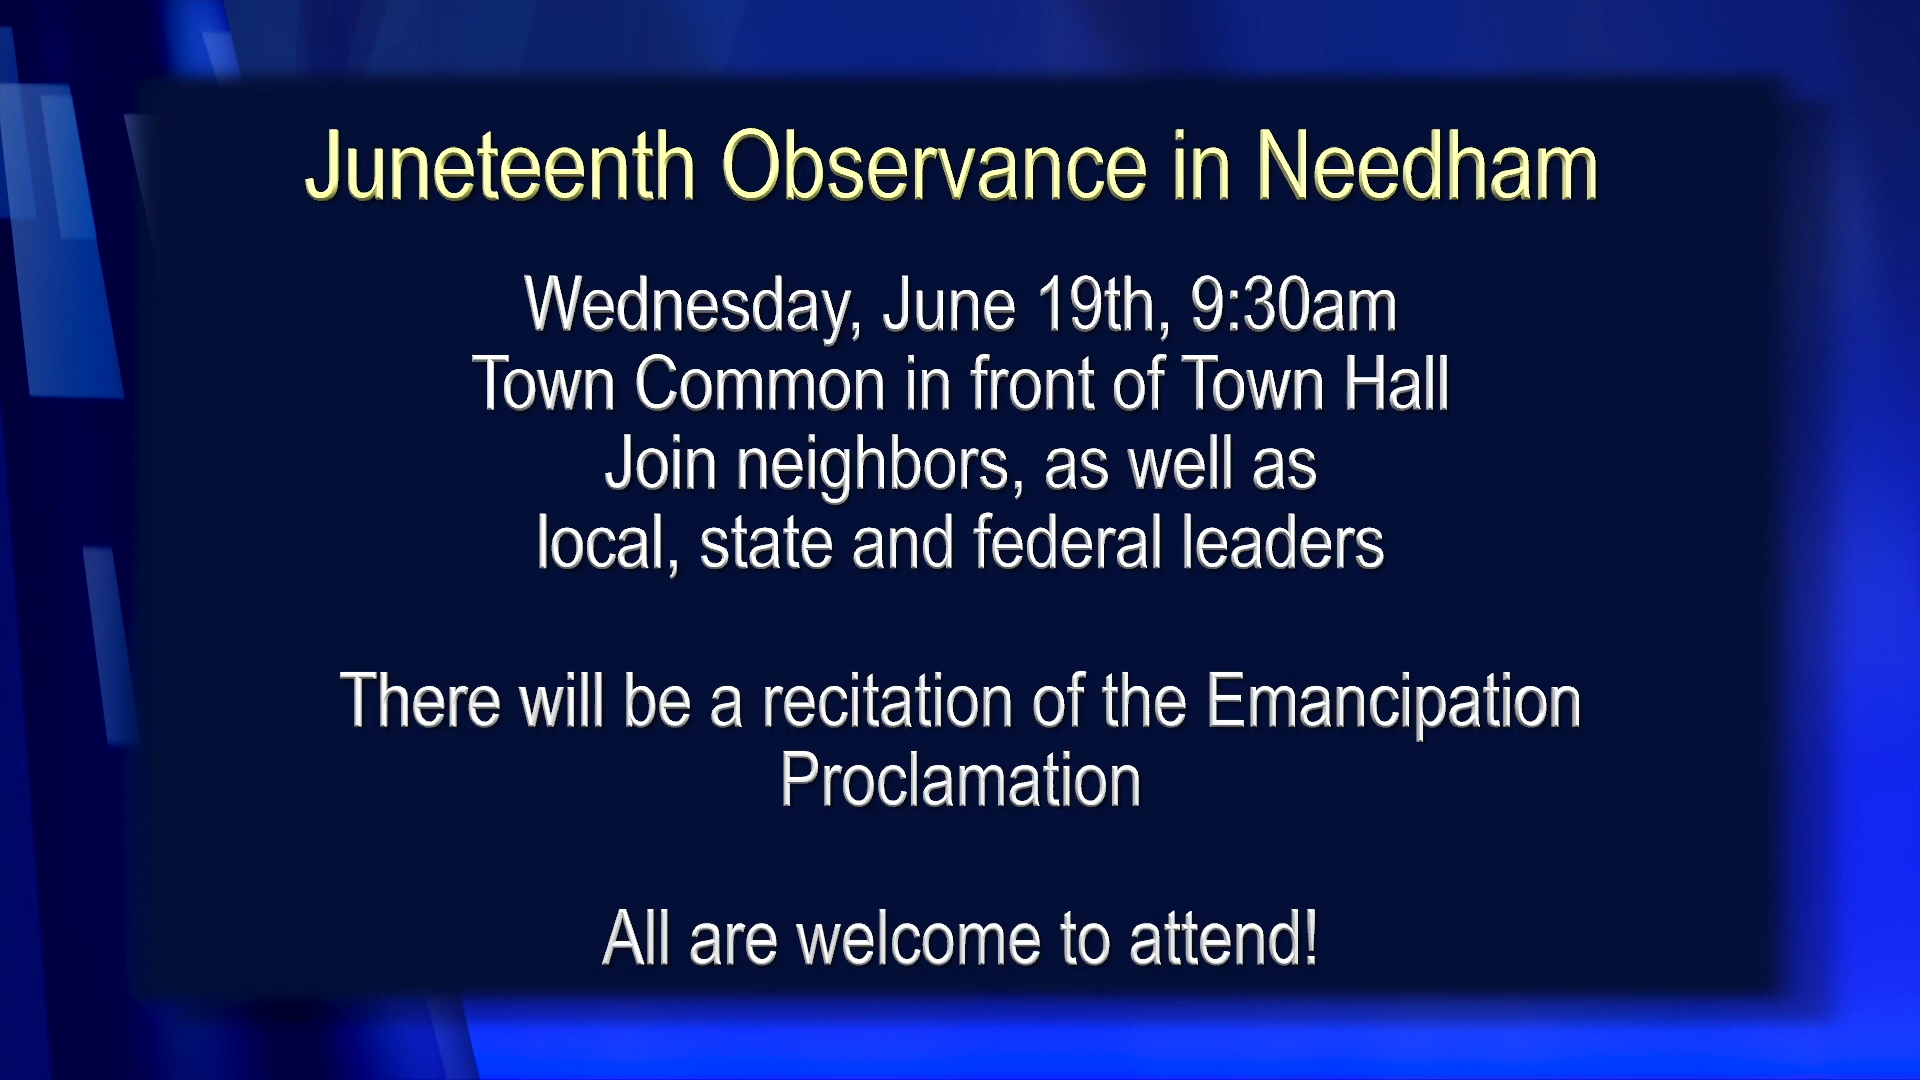 Juneteenth Observance in Needham
Wednesday, June 19th, 9:30am
Town Common in front of Town Hall
Join neighbors, as well as
local, state and federal leaders
There will be a recitation of the Emancipation
Proclamation
All are welcome to attend!